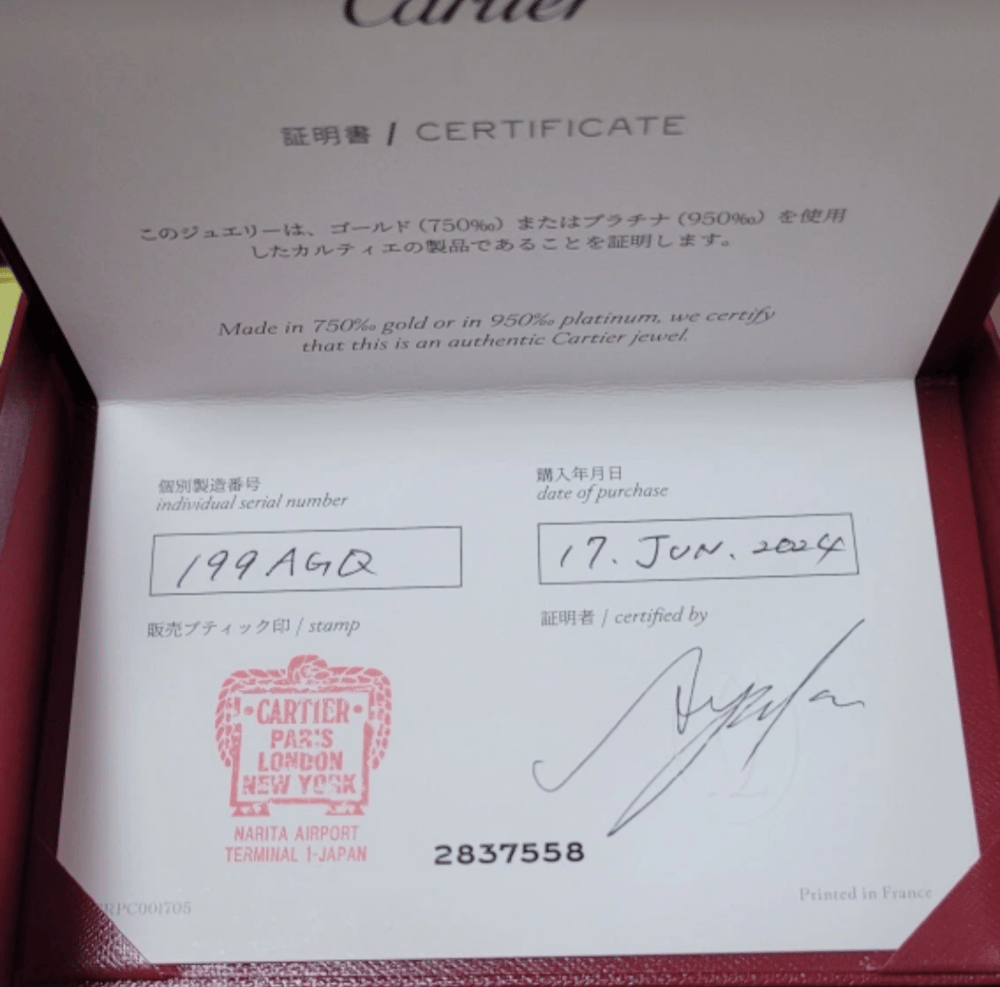 Cartier
証明書 / CERTIFICATE
このジュエリーは、ゴールド（750‰）またはプラチナ（950‰）を使用
したカルティエの製品であることを証明します。
Made in 750‰ gold or in 950‰ platinum, we certify
that this is an authentic Cartier jewel.
個別製造番号
individual serial number
199AGQ
購入年月日
date of purchase
17. JUN. 2024
販売ブティック印 / stamp
証明者 / certified by
CARTIER
PARIS
LONDON
NEW YORK
NARITA AIRPORT
TERMINAL 1-JAPAN
2837558
RPC001705
Printed in France